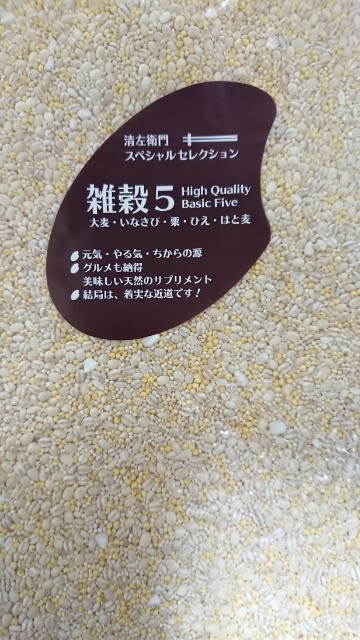 清左衛門
スペシャルセレクション
雑穀5 High Quality Basic Five
大麦・いなきび・粟・ひえ・はと麦
元気・やる気・ちからの源
グルメも納得
美味しい天然のサプリメント
結局は、着実な近道です!